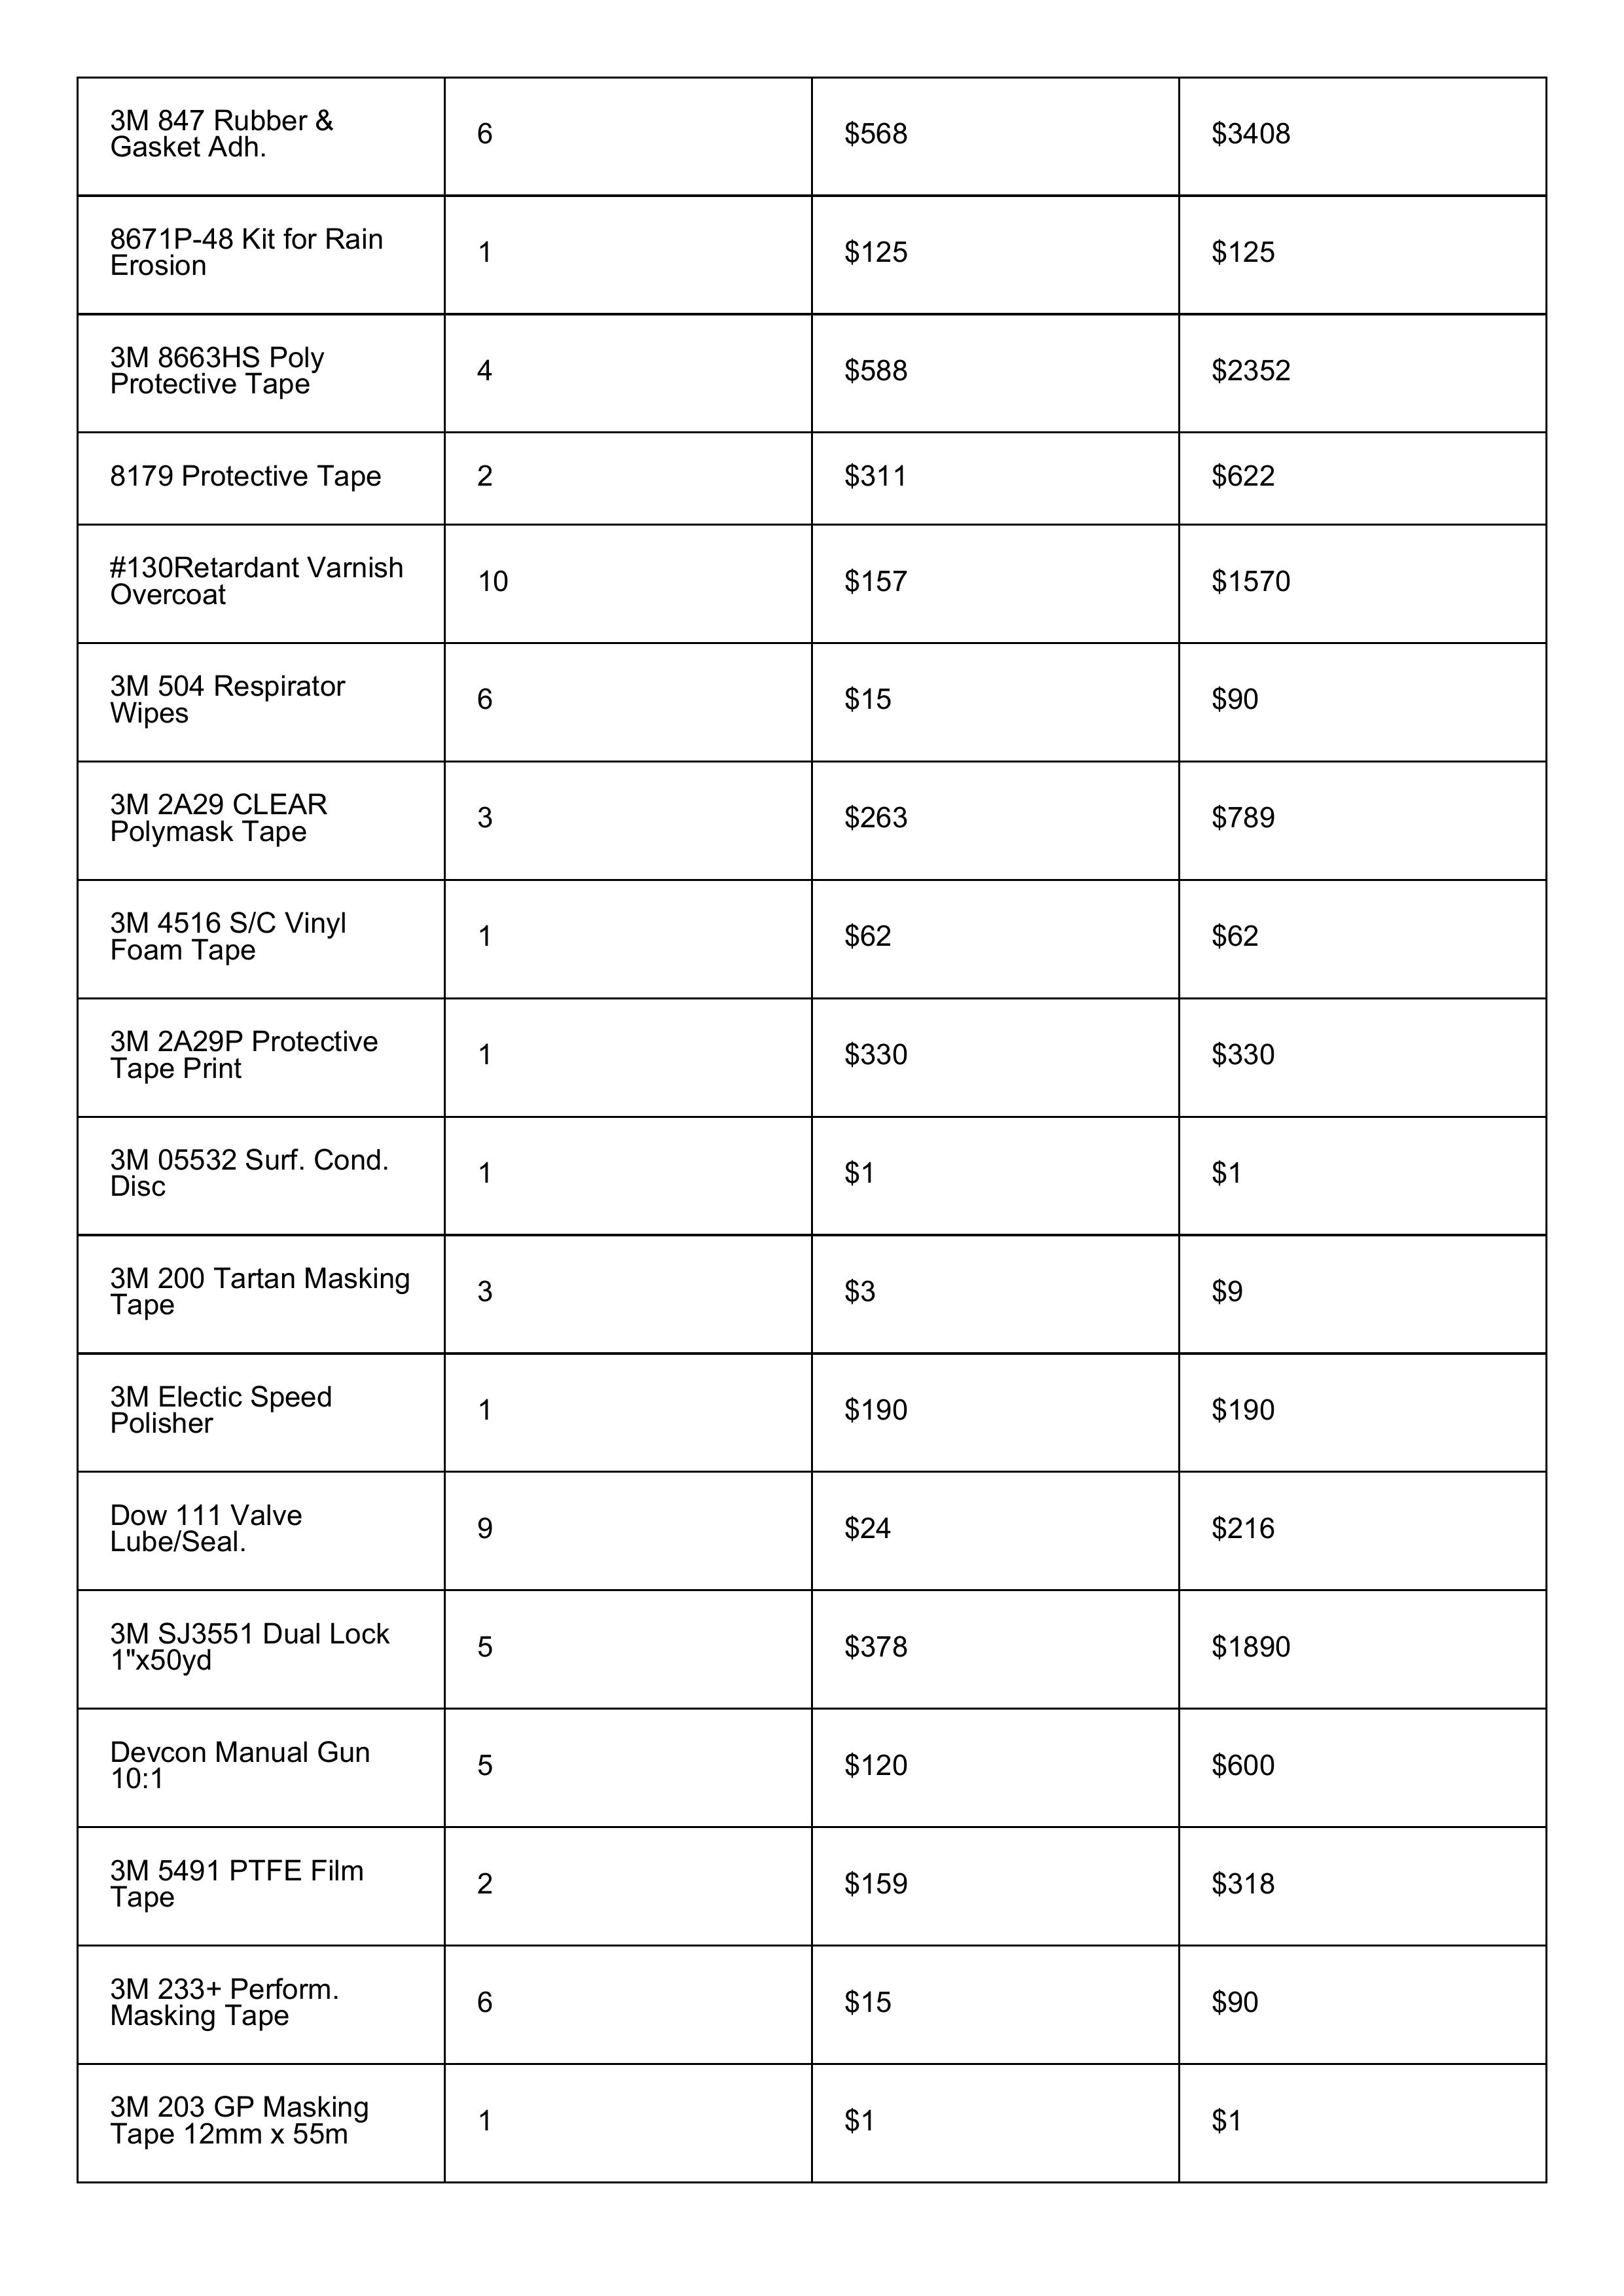 3M 847 Rubber &
Gasket Adh.
6
$568
$3408
8671P-48 Kit for Rain
Erosion
1
$125
$125
3M 8663HS Poly
Protective Tape
4
$588
$2352
8179 Protective Tape
2
$311
$622
#130Retardant Varnish
Overcoat
10
$157
$1570
3M 504 Respirator
Wipes
6
$15
$90
3M 2A29 CLEAR
Polymask Tape
3
$263
$789
3M 4516 S/C Vinyl
Foam Tape
1
$62
$62
3M 2A29P Protective
Tape Print
1
$330
$330
3M 05532 Surf. Cond.
Disc
1
$1
$1
3M 200 Tartan Masking
Tape
3
$3
$9
3M Electic Speed
Polisher
1
$190
$190
Dow 111 Valve
Lube/Seal.
9
$24
$216
3M SJ3551 Dual Lock
1"x50yd
5
$378
$1890
Devcon Manual Gun
10:1
5
$120
$600
3M 5491 PTFE Film
Tape
2
$159
$318
3M 233+ Perform.
Masking Tape
6
$15
$90
3M 203 GP Masking
Tape 12mm x 55m
1
$1
$1